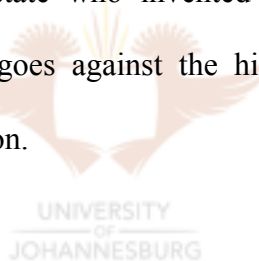 state who invented
goes against the hi
on.
UNIVERSITY
OF
JOHANNESBURG